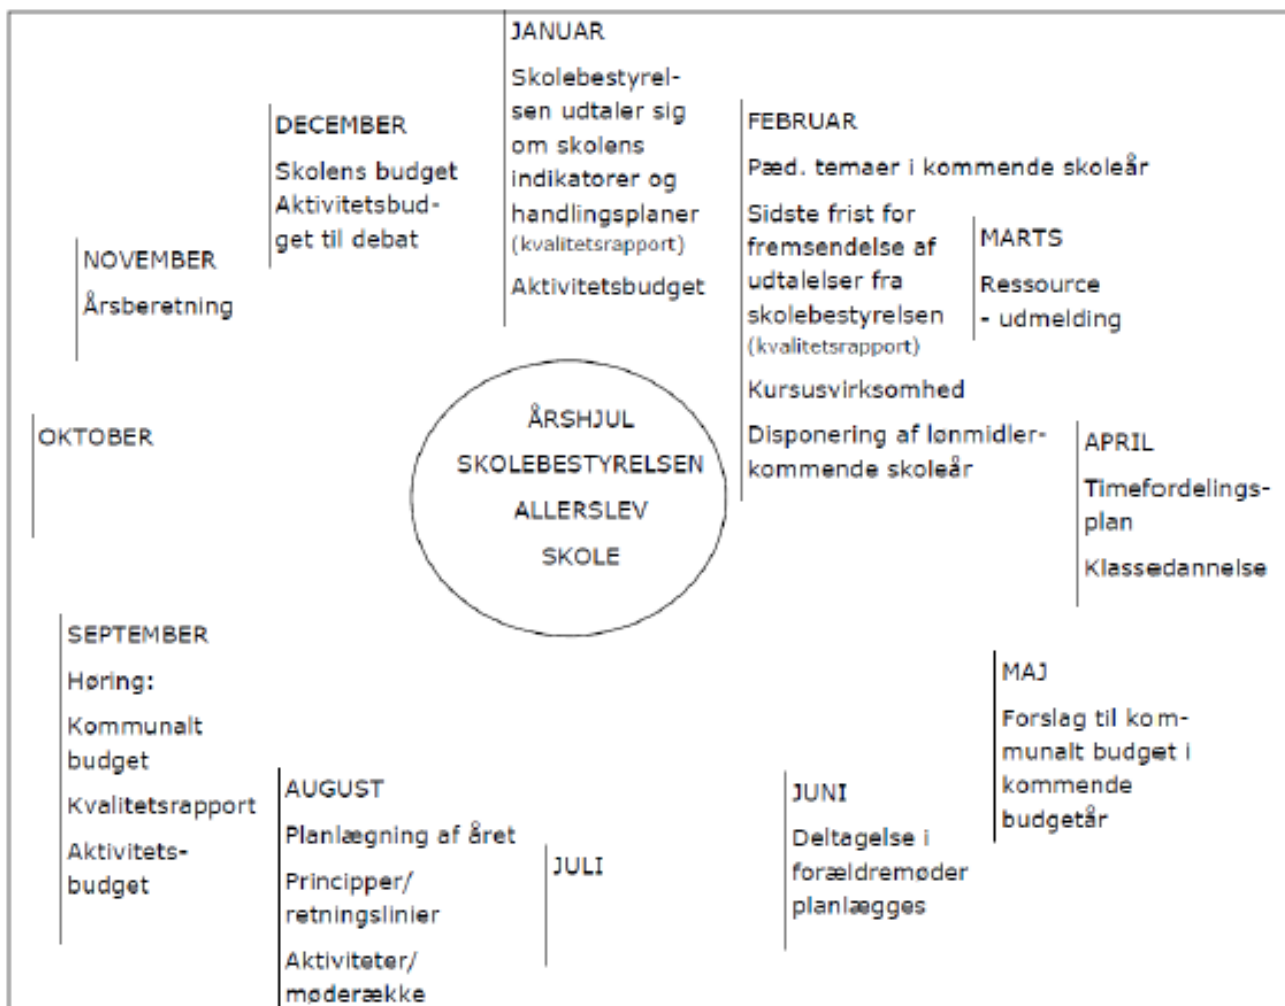 JANUAR
Skolebestyrel-
sen udtaler sig
om skolens
indikatorer og
handlingsplaner
(kvalitetsrapport)
Aktivitetsbudget
FEBRUAR
Pæd. temaer i kommende skoleår
Sidste frist for
fremsendelse af
udtalelser fra
skolebestyrelsen
(kvalitetsrapport)
Kursusvirksomhed
Disponering af lønmidler-
kommende skoleår
MARTS
Ressource
- udmelding
APRIL
Timefordelings-
plan
Klassedannelse
MAJ
Forslag til kom-
munalt budget i
kommende
budgetår
JUNI
Deltagelse i
forældremøder
planlægges
JULI
AUGUST
Planlægning af året
Principper/
retningslinier
Aktiviteter/
møderække
SEPTEMBER
Høring:
Kommunalt
budget
Kvalitetsrapport
Aktivitets-
budget
OKTOBER
NOVEMBER
Årsberetning
DECEMBER
Skolens budget
Aktivitetsbud-
get til debat
ÅRSHJUL
SKOLEBESTYRELSEN
ALLERSLEV
SKOLE